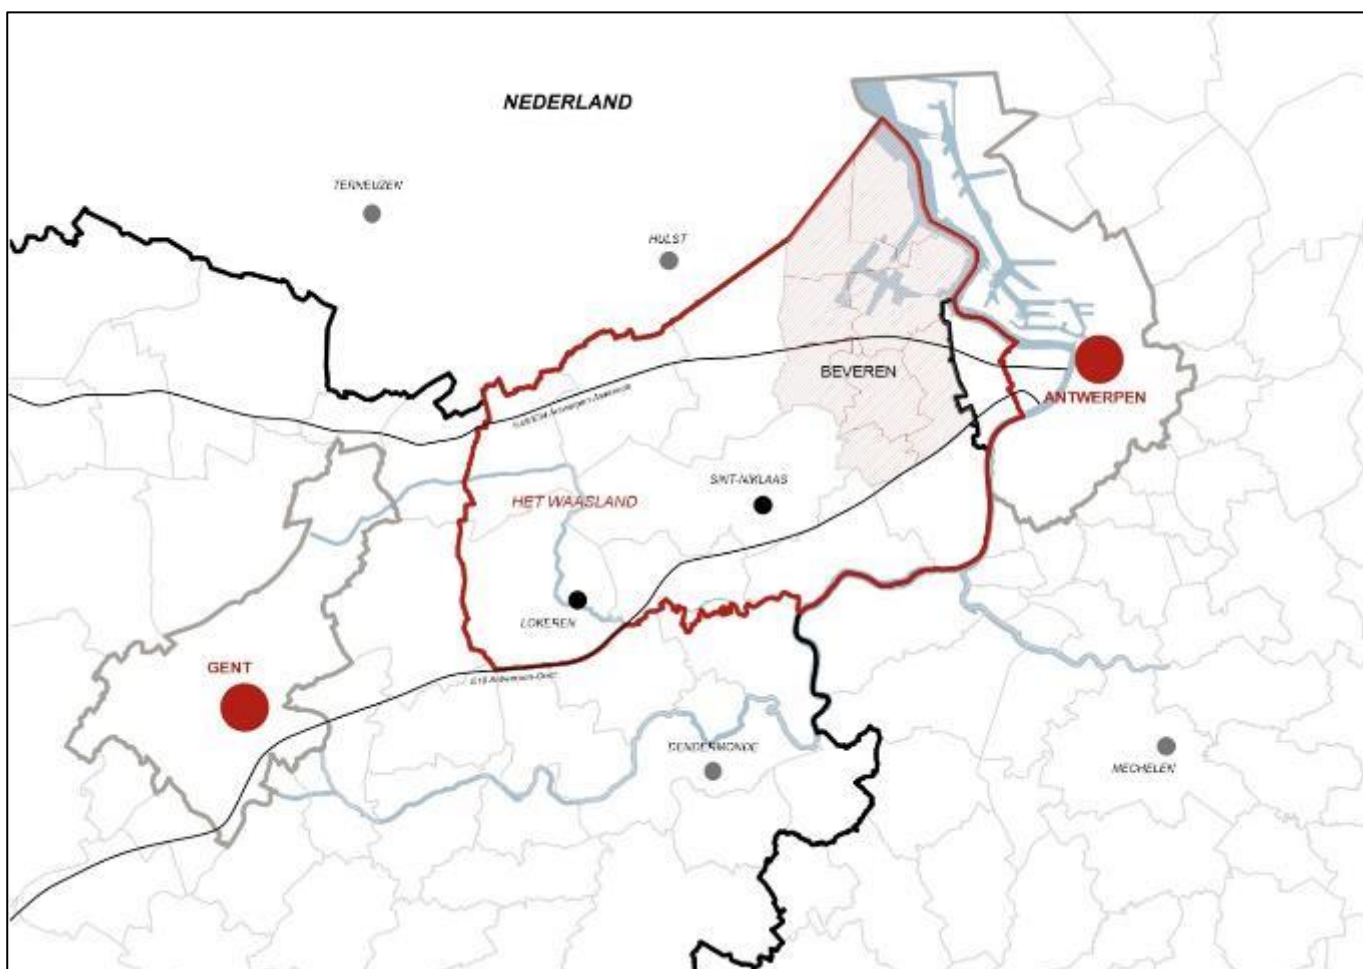 NEDERLAND
TERNEUZEN
HULST
BEVEREN
ANTWERPEN
SINT-NIKLAAS
HET WAASLAND
LOKEREN
GENT
DENDERMONDE
MECHELEN